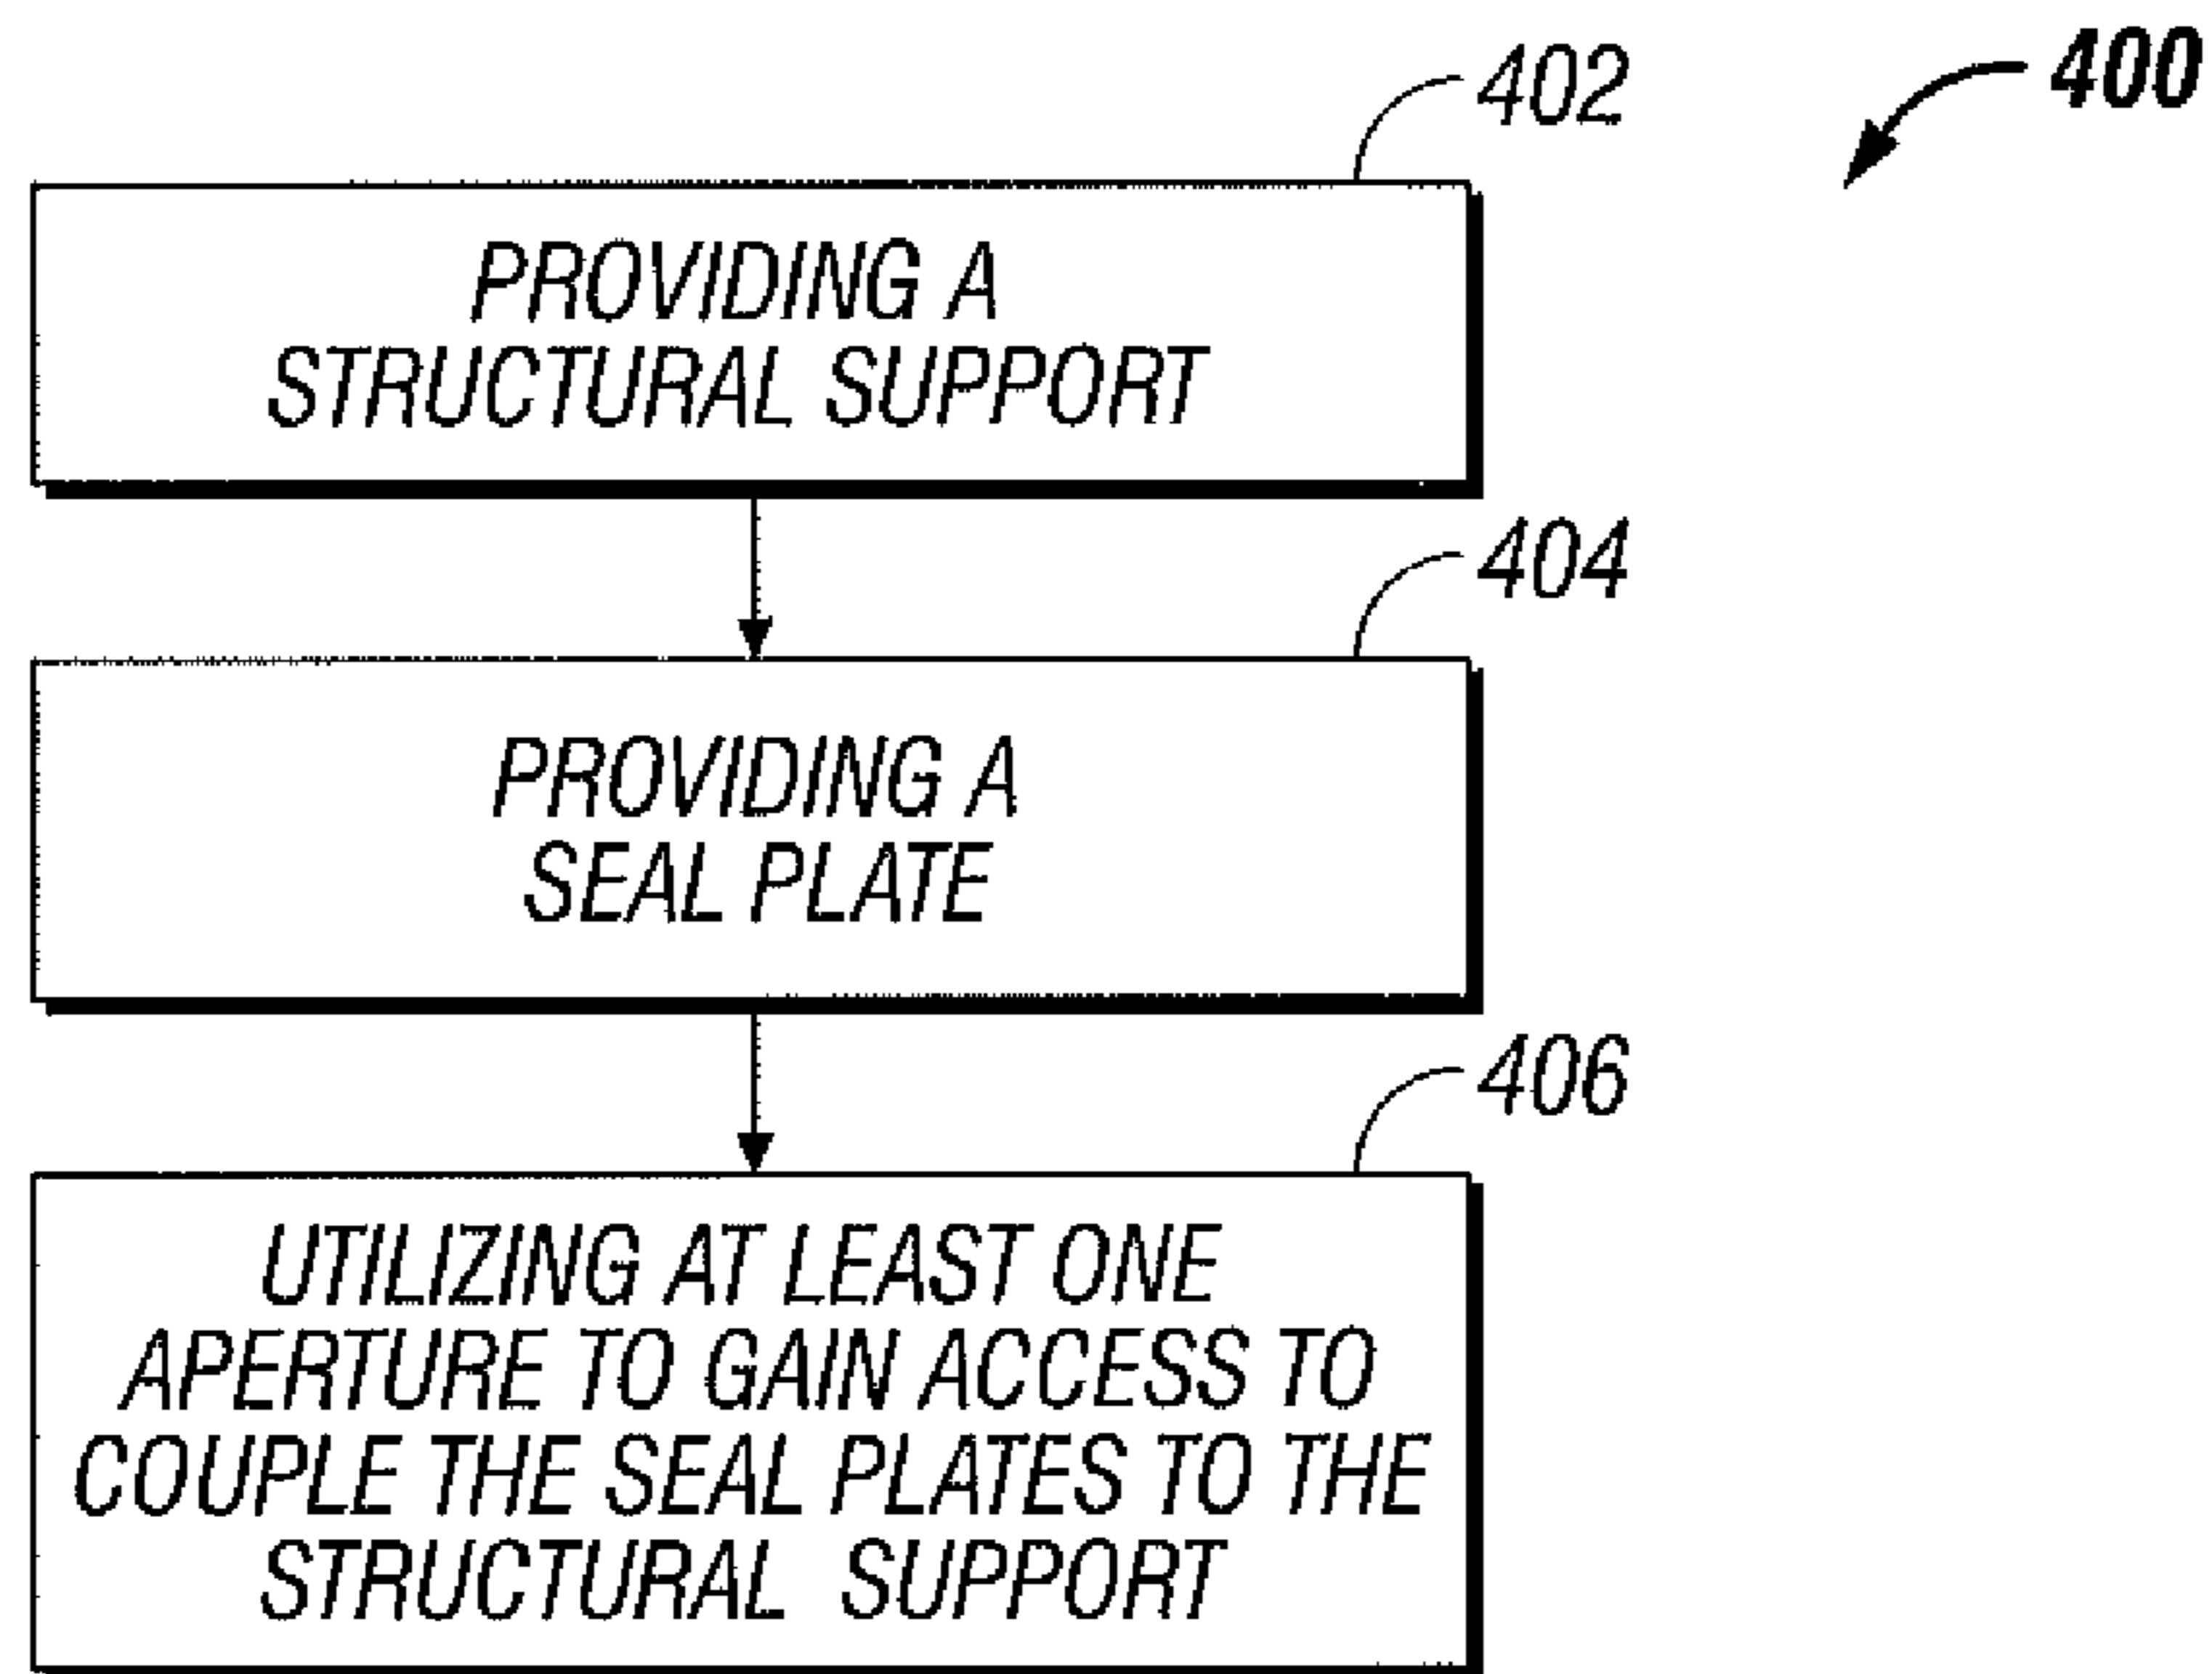 402
400
PROVIDING A
STRUCTURAL SUPPORT
404
PROVIDING A
SEAL PLATE
406
UTILIZING AT LEAST ONE
APERTURE TO GAIN ACCESS TO
COUPLE THE SEAL PLATES TO THE
STRUCTURAL SUPPORT